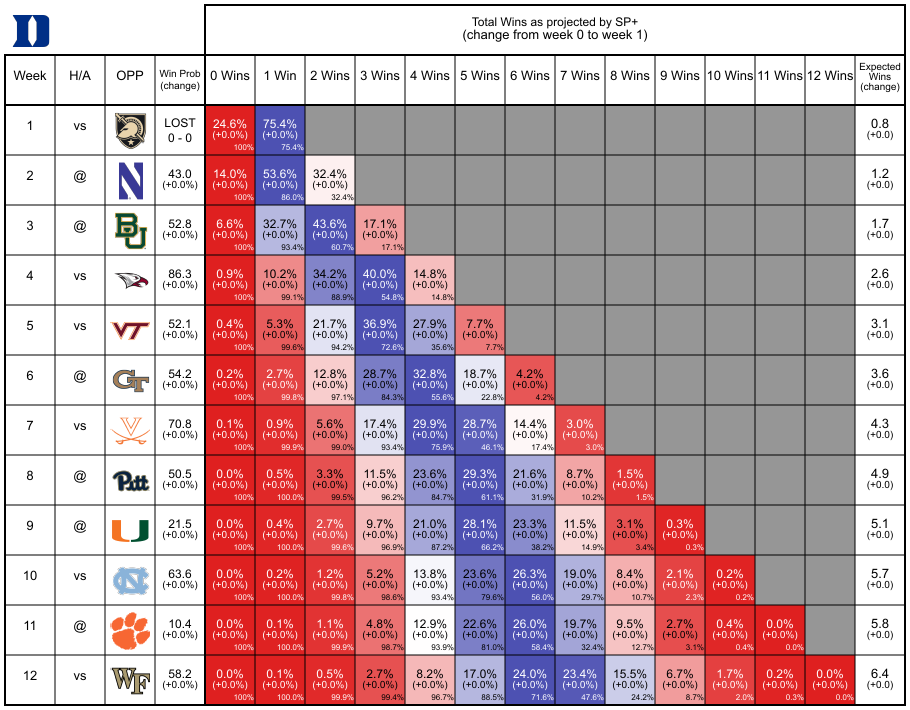 D
Total Wins as projected by SP+
(change from week 0 to week 1)
Week H/A OPP Win Prob (change) 0 Wins 1 Win 2 Wins 3 Wins 4 Wins 5 Wins 6 Wins 7 Wins 8 Wins 9 Wins 10 Wins 11 Wins 12 Wins Expected Wins (change)
1 vs LOST 24.6% 75.4% 0.8
0 - 0 (+0.0%) (+0.0%) (+0.0)
100% 75.4%
2 @ N 43.0 14.0% 53.6% 32.4% 1.2
(+0.0%) (+0.0%) (+0.0%) (+0.0%) (+0.0)
100% 86.0% 32.4%
3 @ BU 52.8 6.6% 32.7% 43.6% 17.1% 1.7
(+0.0%) (+0.0%) (+0.0%) (+0.0%) (+0.0%) (+0.0)
100% 93.4% 60.7% 17.1%
4 vs 86.3 0.9% 10.2% 34.2% 40.0% 14.8% 2.6
(+0.0%) (+0.0%) (+0.0%) (+0.0%) (+0.0%) (+0.0%) (+0.0)
100% 99.1% 88.9% 54.8% 14.8%
5 vs VT 52.1 0.4% 5.3% 21.7% 36.9% 27.9% 7.7% 3.1
(+0.0%) (+0.0%) (+0.0%) (+0.0%) (+0.0%) (+0.0%) (+0.0%) (+0.0)
100% 99.6% 94.2% 72.6% 35.6% 7.7%
6 @ GT 54.2 0.2% 2.7% 12.8% 28.7% 32.8% 18.7% 4.2% 3.6
(+0.0%) (+0.0%) (+0.0%) (+0.0%) (+0.0%) (+0.0%) (+0.0%) (+0.0%) (+0.0)
100% 99.8% 97.1% 84.3% 55.6% 22.8% 4.2%
7 vs V 70.8 0.1% 0.9% 5.6% 17.4% 29.9% 28.7% 14.4% 3.0% 4.3
(+0.0%) (+0.0%) (+0.0%) (+0.0%) (+0.0%) (+0.0%) (+0.0%) (+0.0%) (+0.0%) (+0.0)
100% 99.9% 99.0% 93.4% 75.9% 46.1% 17.4% 3.0%
8 @ Pitt 50.5 0.0% 0.5% 3.3% 11.5% 23.6% 29.3% 21.6% 8.7% 1.5% 4.9
(+0.0%) (+0.0%) (+0.0%) (+0.0%) (+0.0%) (+0.0%) (+0.0%) (+0.0%) (+0.0%) (+0.0%) (+0.0)
100% 100.0% 99.5% 96.2% 84.7% 61.1% 31.9% 10.2% 1.5%
9 @ U 21.5 0.0% 0.4% 2.7% 9.7% 21.0% 28.1% 23.3% 11.5% 3.1% 0.3% 5.1
(+0.0%) (+0.0%) (+0.0%) (+0.0%) (+0.0%) (+0.0%) (+0.0%) (+0.0%) (+0.0%) (+0.0%) (+0.0%) (+0.0)
100% 100.0% 99.6% 96.9% 87.2% 66.2% 38.2% 14.9% 3.4% 0.3%
10 vs NC 63.6 0.0% 0.2% 1.2% 5.2% 13.8% 23.6% 26.3% 19.0% 8.4% 2.1% 0.2% 5.7
(+0.0%) (+0.0%) (+0.0%) (+0.0%) (+0.0%) (+0.0%) (+0.0%) (+0.0%) (+0.0%) (+0.0%) (+0.0%) (+0.0%) (+0.0)
100% 100.0% 99.8% 98.6% 93.4% 79.6% 56.0% 29.7% 10.7% 2.3% 0.2%
11 @ 10.4 0.0% 0.1% 1.1% 4.8% 12.9% 22.6% 26.0% 19.7% 9.5% 2.7% 0.4% 0.0% 5.8
(+0.0%) (+0.0%) (+0.0%) (+0.0%) (+0.0%) (+0.0%) (+0.0%) (+0.0%) (+0.0%) (+0.0%) (+0.0%) (+0.0%) (+0.0%) (+0.0)
100% 100.0% 99.9% 98.7% 93.9% 81.0% 58.4% 32.4% 12.7% 3.1% 0.4% 0.0%
12 vs WF 58.2 0.0% 0.1% 0.5% 2.7% 8.2% 17.0% 24.0% 23.4% 15.5% 6.7% 1.7% 0.2% 0.0% 6.4
(+0.0%) (+0.0%) (+0.0%) (+0.0%) (+0.0%) (+0.0%) (+0.0%) (+0.0%) (+0.0%) (+0.0%) (+0.0%) (+0.0%) (+0.0%) (+0.0%) (+0.0)
100% 100.0% 99.9% 99.4% 96.7% 88.5% 71.6% 47.6% 24.2% 8.7% 2.0% 0.3% 0.0%